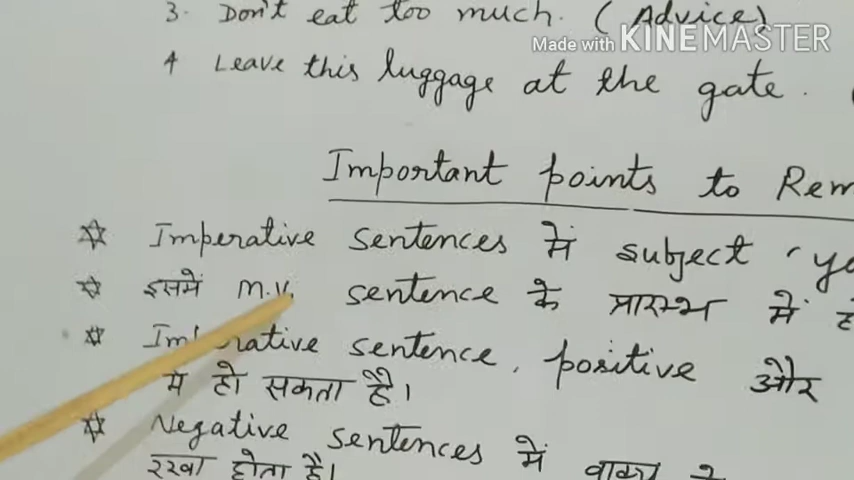 3. Don't eat too much. (Advice)
Made with KINEMASTER
4 Leave this luggage at the gate. (
Important points to Rem
Imperative sentences में subject 'yo
इसमें M.V. sentence के प्रारम्भ में
sentence, positive और
मे हो सकता है।
Negative sentences में वाक्य
रखा होता है।